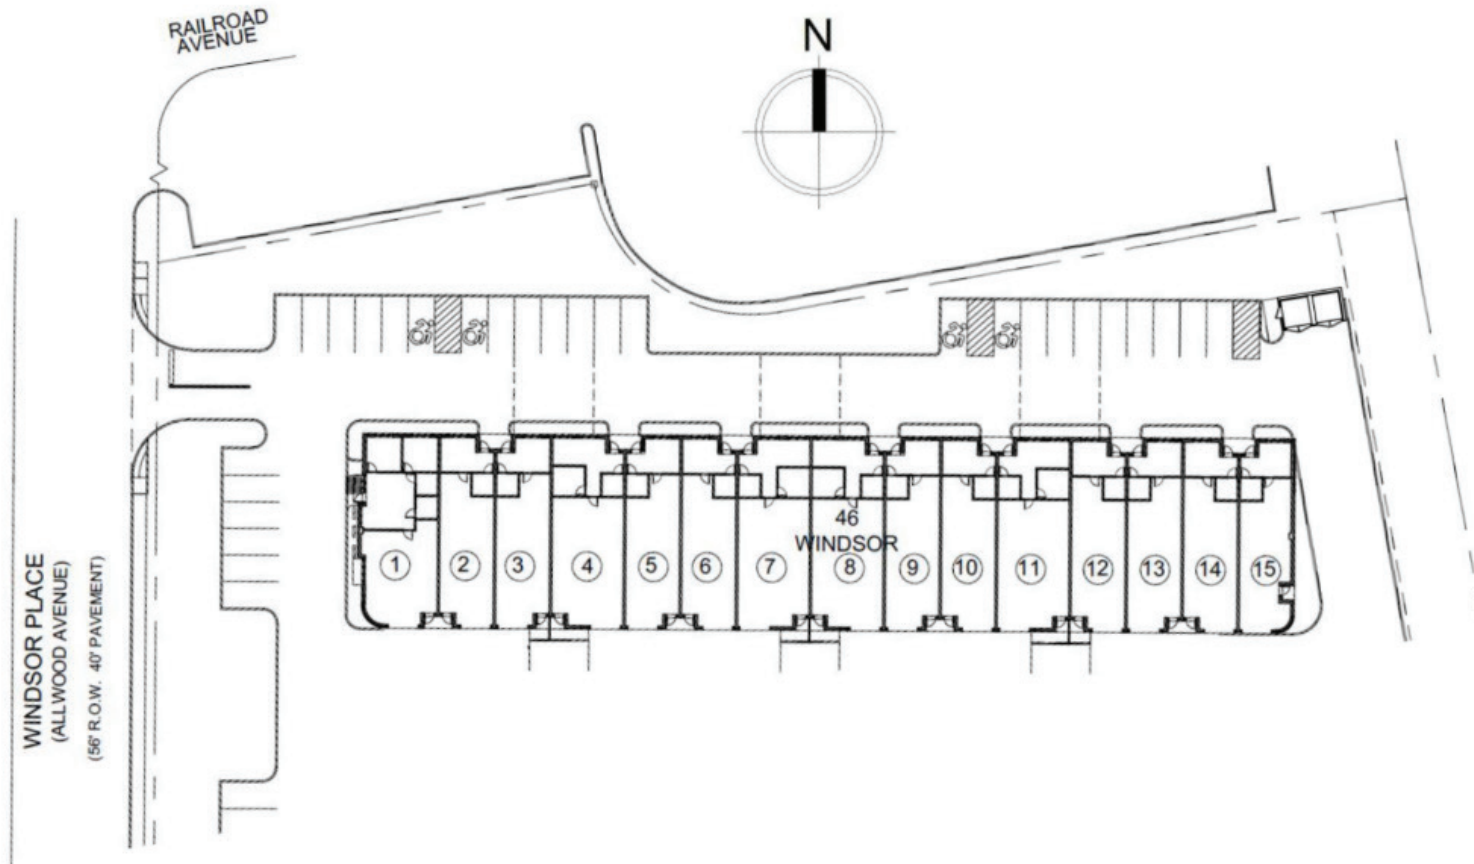 RAILROAD
AVENUE
N
WINDSOR PLACE
(ALLWOOD AVENUE)
(56' R.O.W. 40' PAVEMENT)
46
WINDSOR
1 2 3 4 5 6 7 8 9 10 11 12 13 14 15